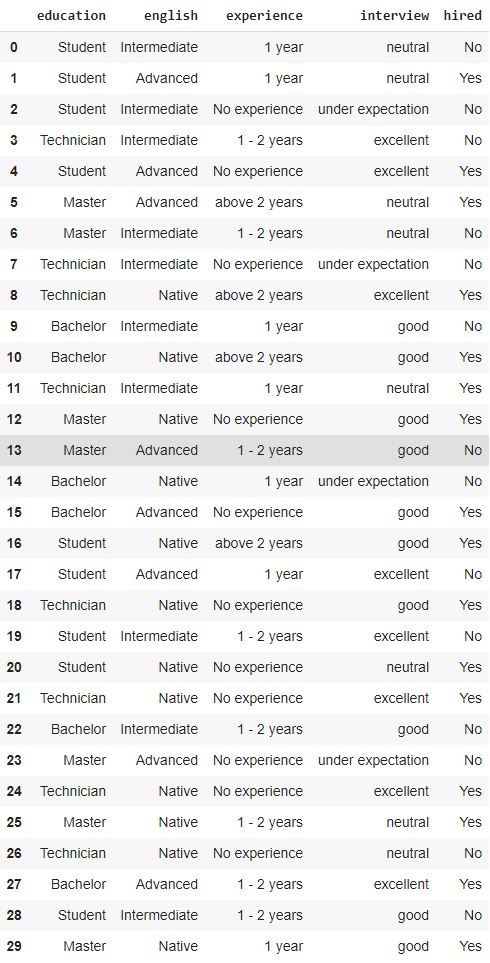 education english experience interview hired
0 Student Intermediate 1 year neutral No
1 Student Advanced 1 year neutral Yes
2 Student Intermediate No experience under expectation No
3 Technician Intermediate 1 - 2 years excellent No
4 Student Advanced No experience excellent Yes
5 Master Advanced above 2 years neutral Yes
6 Master Intermediate 1 - 2 years neutral No
7 Technician Intermediate No experience under expectation No
8 Technician Native above 2 years excellent Yes
9 Bachelor Intermediate 1 year good No
10 Bachelor Native above 2 years good Yes
11 Technician Intermediate 1 year neutral Yes
12 Master Native No experience good Yes
13 Master Advanced 1 - 2 years good No
14 Bachelor Native 1 year under expectation No
15 Bachelor Advanced No experience good Yes
16 Student Native above 2 years good Yes
17 Student Advanced 1 year excellent No
18 Technician Native No experience good Yes
19 Student Intermediate 1 - 2 years excellent No
20 Student Native No experience neutral Yes
21 Technician Native No experience excellent Yes
22 Bachelor Intermediate 1 - 2 years good No
23 Master Advanced No experience under expectation No
24 Technician Native No experience excellent Yes
25 Master Native 1 - 2 years neutral Yes
26 Technician Native No experience neutral No
27 Bachelor Advanced 1 - 2 years excellent Yes
28 Student Intermediate 1 - 2 years good No
29 Master Native 1 year good Yes